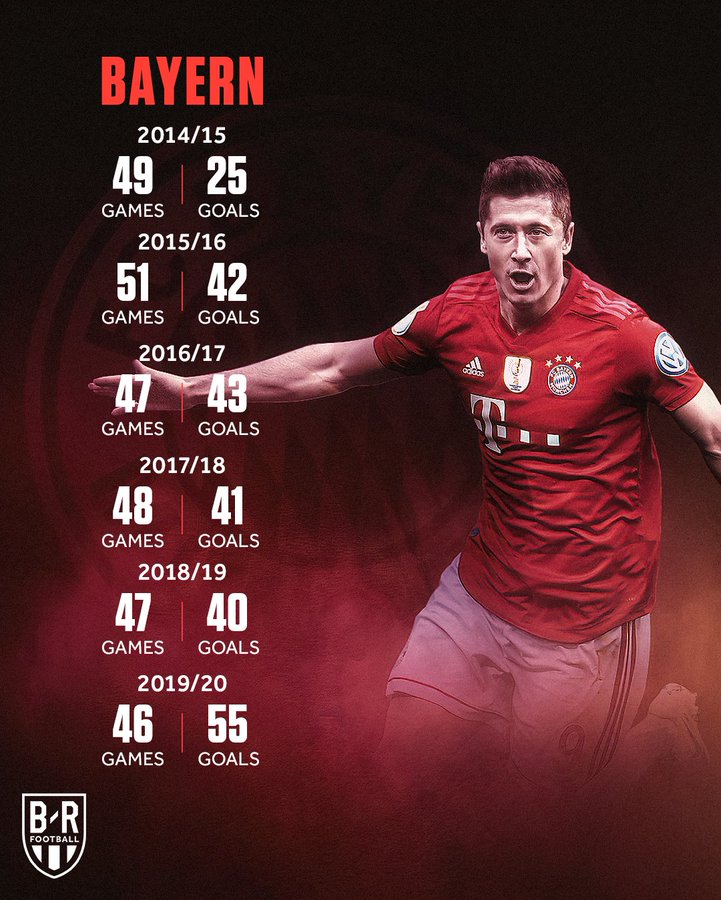 BAYERN
2014/15
49 25
GAMES GOALS
2015/16
51 42
GAMES GOALS
2016/17
47 43
GAMES GOALS
2017/18
48 41
GAMES GOALS
2018/19
47 40
GAMES GOALS
2019/20
46 55
GAMES GOALS
adidas
T
B/R
FOOTBALL